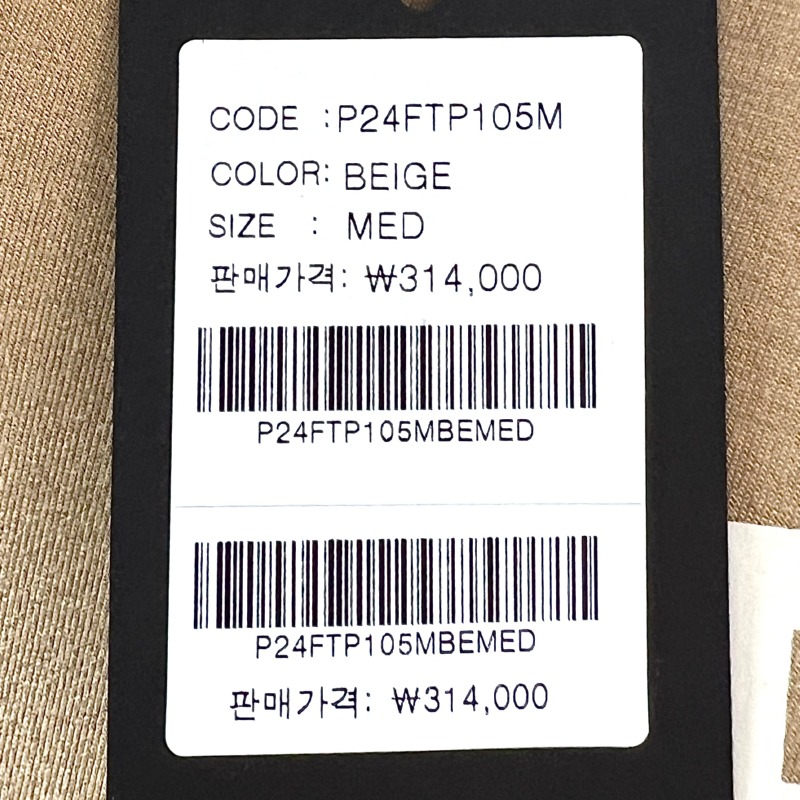 CODE :P24FTP105M
COLOR: BEIGE
SIZE : MED
판매가격: ₩314,000
P24FTP105MBEMED
P24FTP105MBEMED
판매가격: ₩314,000